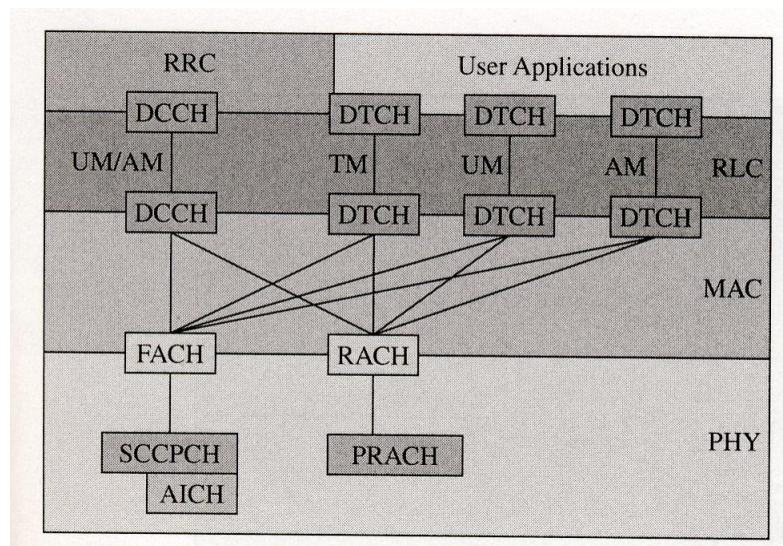 RRC
User Applications
DCCH
DTCH
DTCH
DTCH
UM/AM
TM
UM
AM
RLC
DCCH
DTCH
DTCH
DTCH
MAC
FACH
RACH
PHY
SCCPCH
PRACH
AICH